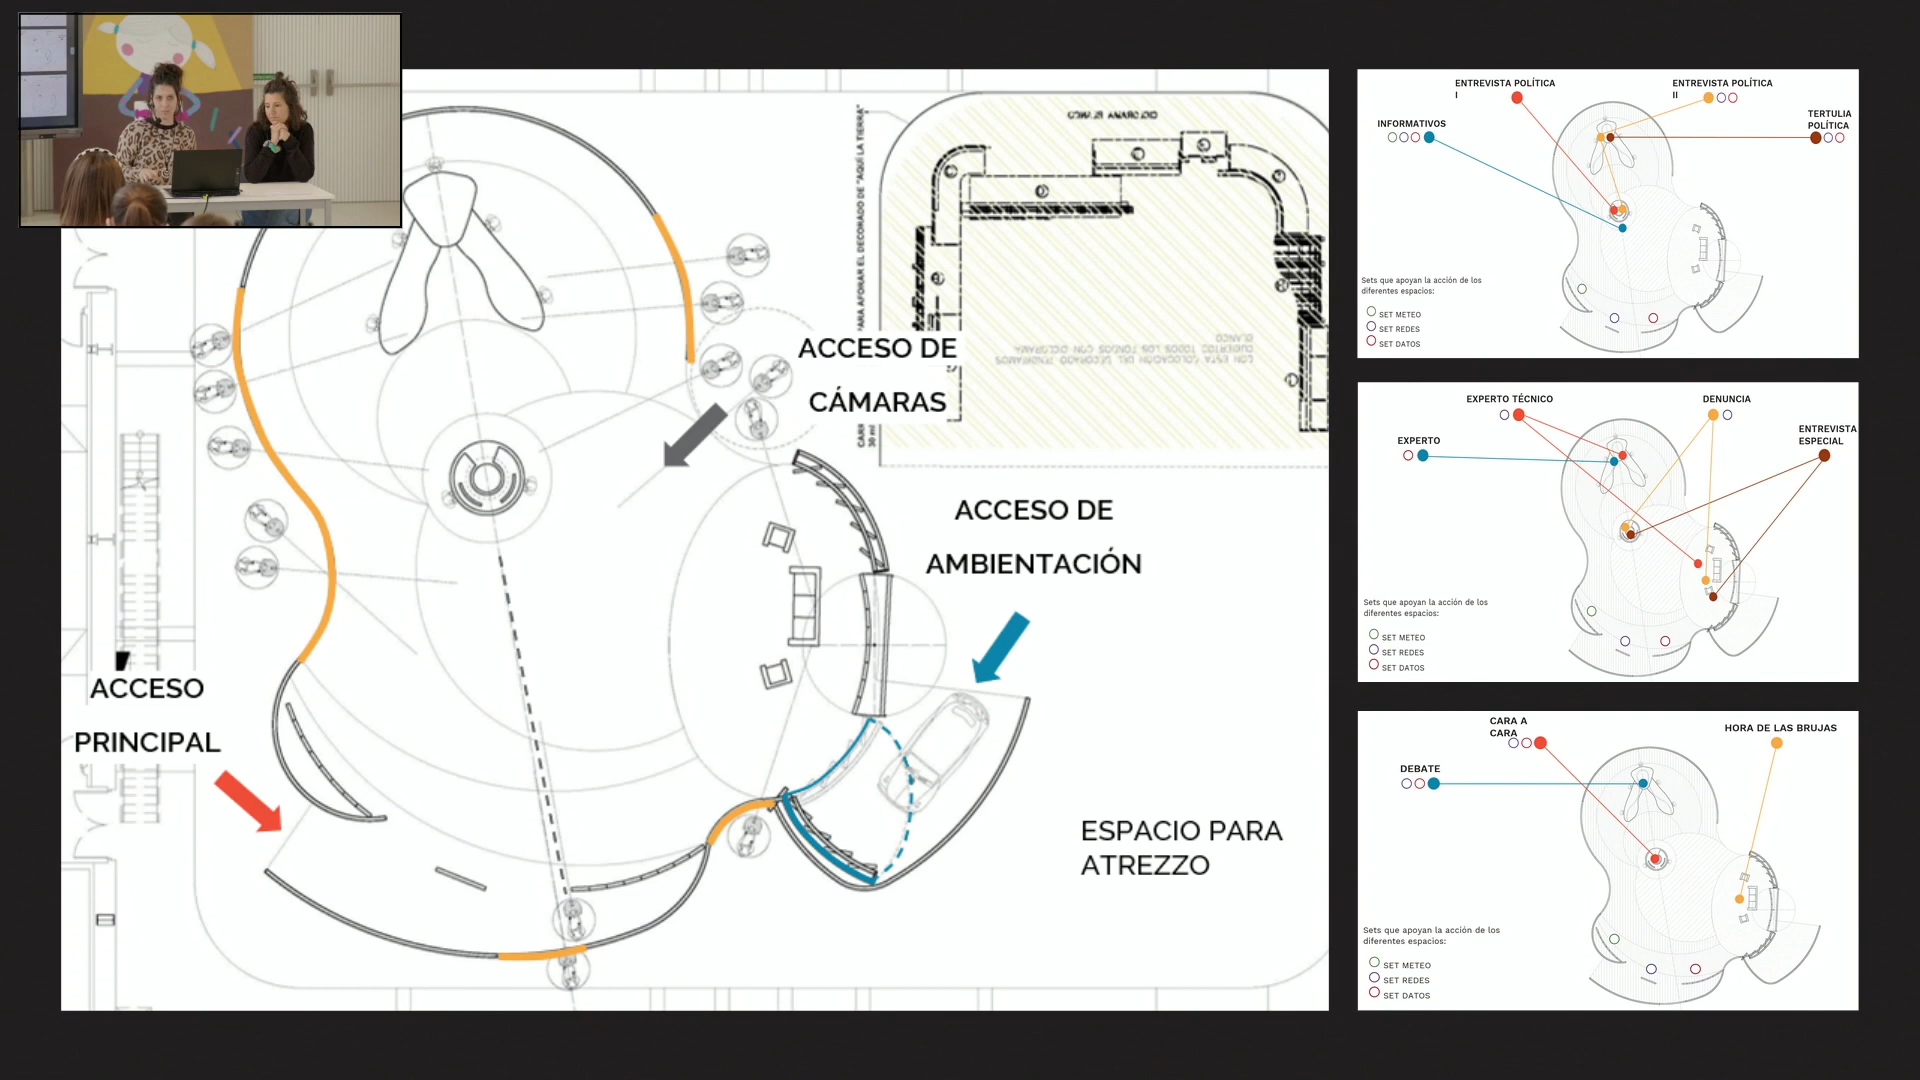 ACCESO DE
CÁMARAS
ACCESO DE
AMBIENTACIÓN
ACCESO
PRINCIPAL
ESPACIO PARA
ATREZZO
ENTREVISTA POLÍTICA
I
ENTREVISTA POLÍTICA
II
TERTULIA
POLÍTICA
INFORMATIVOS
Sets que apoyan la acción de los
diferentes espacios:
SET METEO
SET REDES
SET DATOS
EXPERTO TÉCNICO
DENUNCIA
ENTREVISTA
ESPECIAL
EXPERTO
Sets que apoyan la acción de los
diferentes espacios:
SET METEO
SET REDES
SET DATOS
CARA A
CARA
HORA DE LAS BRUJAS
DEBATE
Sets que apoyan la acción de los
diferentes espacios:
SET METEO
SET REDES
SET DATOS